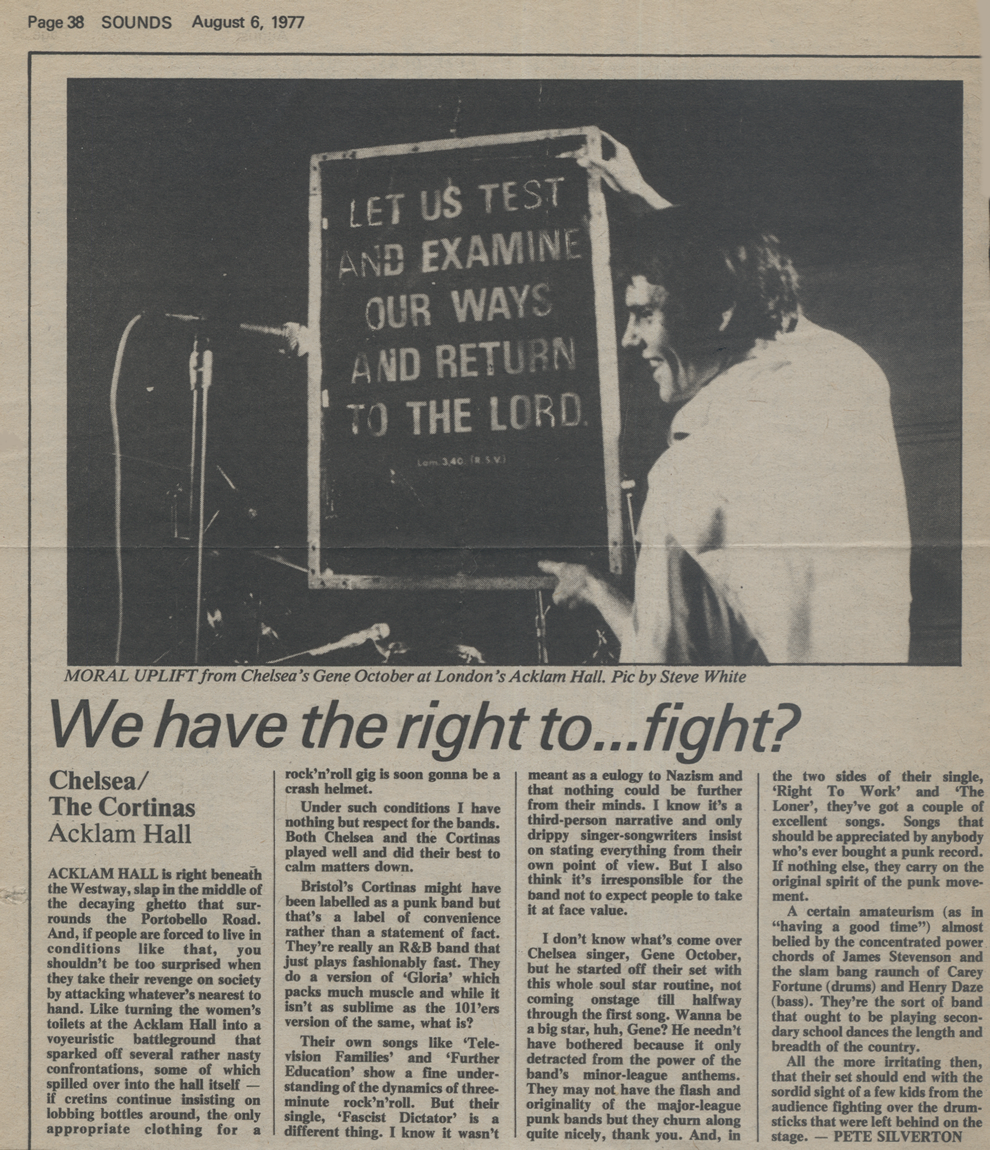 Page 38 SOUNDS August 6, 1977
LET US TEST
AND EXAMINE
OUR WAYS
AND RETURN
TO THE LORD.
Lam. 3,40. (R.S.V.)
MORAL UPLIFT from Chelsea's Gene October at London's Acklam Hall. Pic by Steve White
We have the right to...fight?
Chelsea/
The Cortinas
Acklam Hall
ACKLAM HALL is right beneath
the Westway, slap in the middle of
the decaying ghetto that sur-
rounds the Portobello Road.
And, if people are forced to live in
conditions like that, you
shouldn't be too surprised when
they take their revenge on society
by attacking whatever's nearest to
hand. Like turning the women's
toilets at the Acklam Hall into a
voyeuristic battleground that
sparked off several rather nasty
confrontations, some of which
spilled over into the hall itself —
if cretins continue insisting on
lobbing bottles around, the only
appropriate clothing for a
rock'n'roll gig is soon gonna be a
crash helmet.
Under such conditions I have
nothing but respect for the bands.
Both Chelsea and the Cortinas
played well and did their best to
calm matters down.
Bristol's Cortinas might have
been labelled as a punk band but
that's a label of convenience
rather than a statement of fact.
They're really an R&B band that
just plays fashionably fast. They
do a version of 'Gloria' which
packs much muscle and while it
isn't as sublime as the 101'ers
version of the same, what is?
Their own songs like 'Tele-
vision Families' and 'Further
Education' show a fine under-
standing of the dynamics of three-
minute rock'n'roll. But their
single, 'Fascist Dictator' is a
different thing. I know it wasn't
meant as a eulogy to Nazism and
that nothing could be further
from their minds. I know it's a
third-person narrative and only
drippy singer-songwriters insist
on stating everything from their
own point of view. But I also
think it's irresponsible for the
band not to expect people to take
it at face value.
I don't know what's come over
Chelsea singer, Gene October,
but he started off their set with
this whole soul star routine, not
coming onstage till halfway
through the first song. Wanna be
a big star, huh, Gene? He needn't
have bothered because it only
detracted from the power of the
band's minor-league anthems.
They may not have the flash and
originality of the major-league
punk bands but they churn along
quite nicely, thank you. And, in
the two sides of their single,
'Right To Work' and 'The
Loner', they've got a couple of
excellent songs. Songs that
should be appreciated by anybody
who's ever bought a punk record.
If nothing else, they carry on the
original spirit of the punk move-
ment.
A certain amateurism (as in
"having a good time") almost
belied by the concentrated power
chords of James Stevenson and
the slam bang raunch of Carey
Fortune (drums) and Henry Daze
(bass). They're the sort of band
that ought to be playing secon-
dary school dances the length and
breadth of the country.
All the more irritating then,
that their set should end with the
sordid sight of a few kids from the
audience fighting over the drum-
sticks that were left behind on the
stage. — PETE SILVERTON